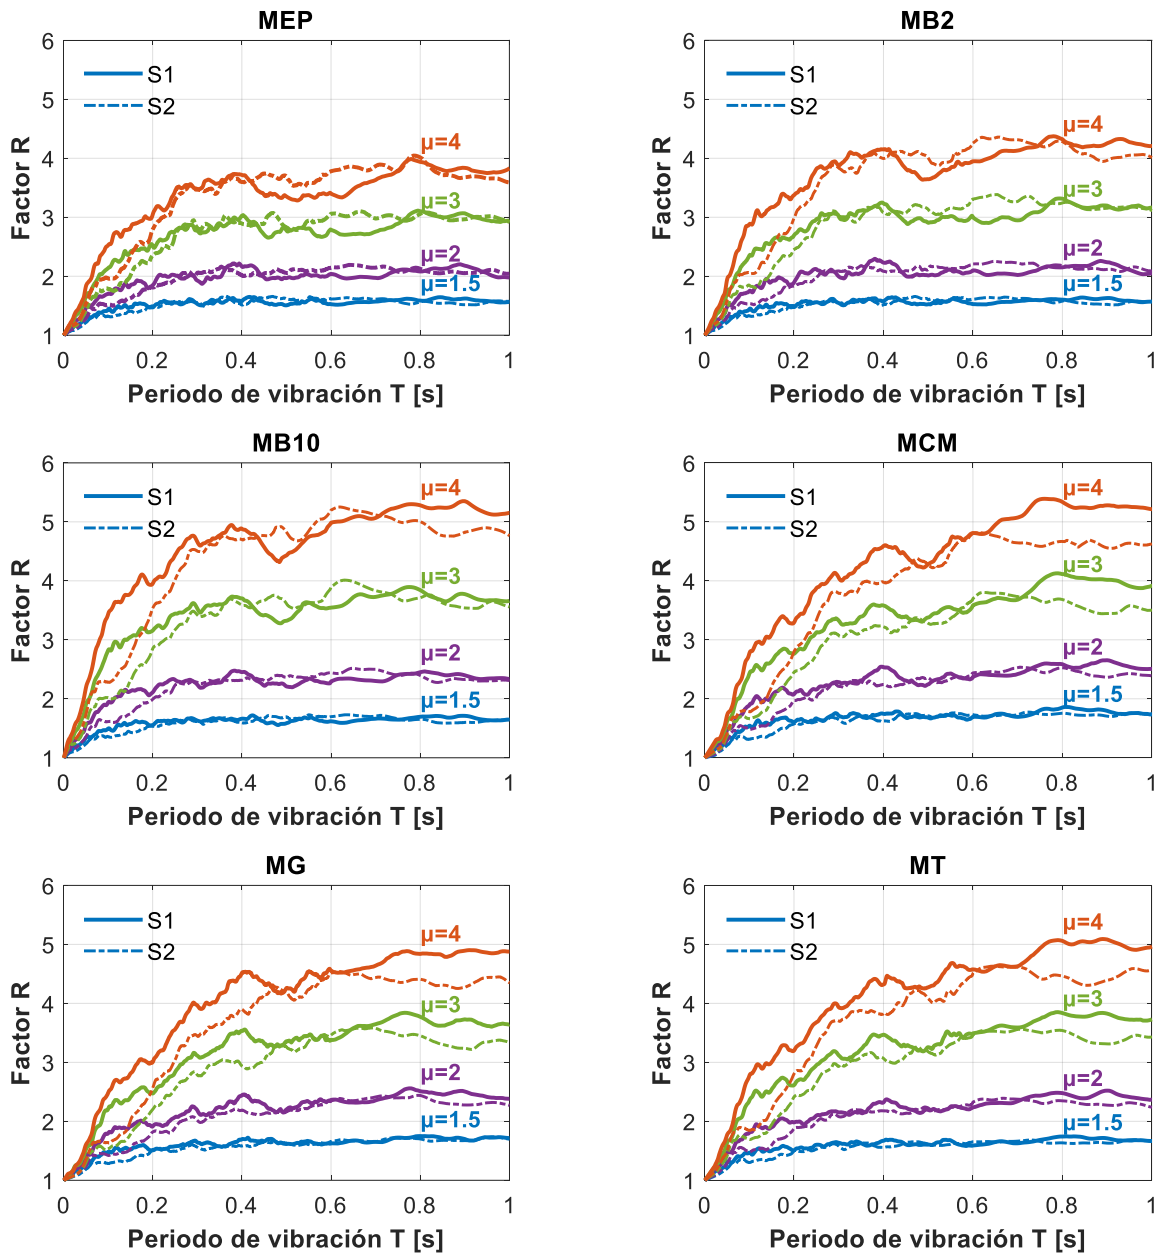 MEP
6
5
4
3
2
1
Factor R
S1
S2
µ=4
µ=3
µ=2
µ=1.5
0 0.2 0.4 0.6 0.8 1
Periodo de vibración T [s]
MB2
6
5
4
3
2
1
Factor R
S1
S2
µ=4
µ=3
µ=2
µ=1.5
0 0.2 0.4 0.6 0.8 1
Periodo de vibración T [s]
MB10
6
5
4
3
2
1
Factor R
S1
S2
µ=4
µ=3
µ=2
µ=1.5
0 0.2 0.4 0.6 0.8 1
Periodo de vibración T [s]
MCM
6
5
4
3
2
1
Factor R
S1
S2
µ=4
µ=3
µ=2
µ=1.5
0 0.2 0.4 0.6 0.8 1
Periodo de vibración T [s]
MG
6
5
4
3
2
1
Factor R
S1
S2
µ=4
µ=3
µ=2
µ=1.5
0 0.2 0.4 0.6 0.8 1
Periodo de vibración T [s]
MT
6
5
4
3
2
1
Factor R
S1
S2
µ=4
µ=3
µ=2
µ=1.5
0 0.2 0.4 0.6 0.8 1
Periodo de vibración T [s]